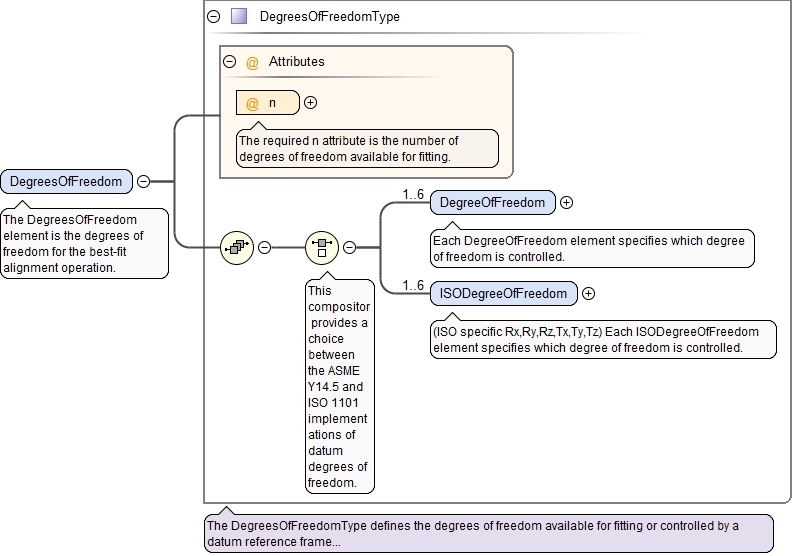 DegreesOfFreedomType
@ Attributes
@ n
The required n attribute is the number of
degrees of freedom available for fitting.
DegreesOfFreedom
The DegreesOfFreedom
element is the degrees of
freedom for the best-fit
alignment operation.
1..6
DegreeOfFreedom
Each DegreeOfFreedom element specifies which degree
of freedom is controlled.
1..6
ISODegreeOfFreedom
(ISO specific Rx,Ry,Rz,Tx,Ty,Tz) Each ISODegreeOfFreedom
element specifies which degree of freedom is controlled.
This
compositor
provides a
choice
between
the ASME
Y14.5 and
ISO 1101
implement
ations of
datum
degrees of
freedom.
The DegreesOfFreedomType defines the degrees of freedom available for fitting or controlled by a
datum reference frame...